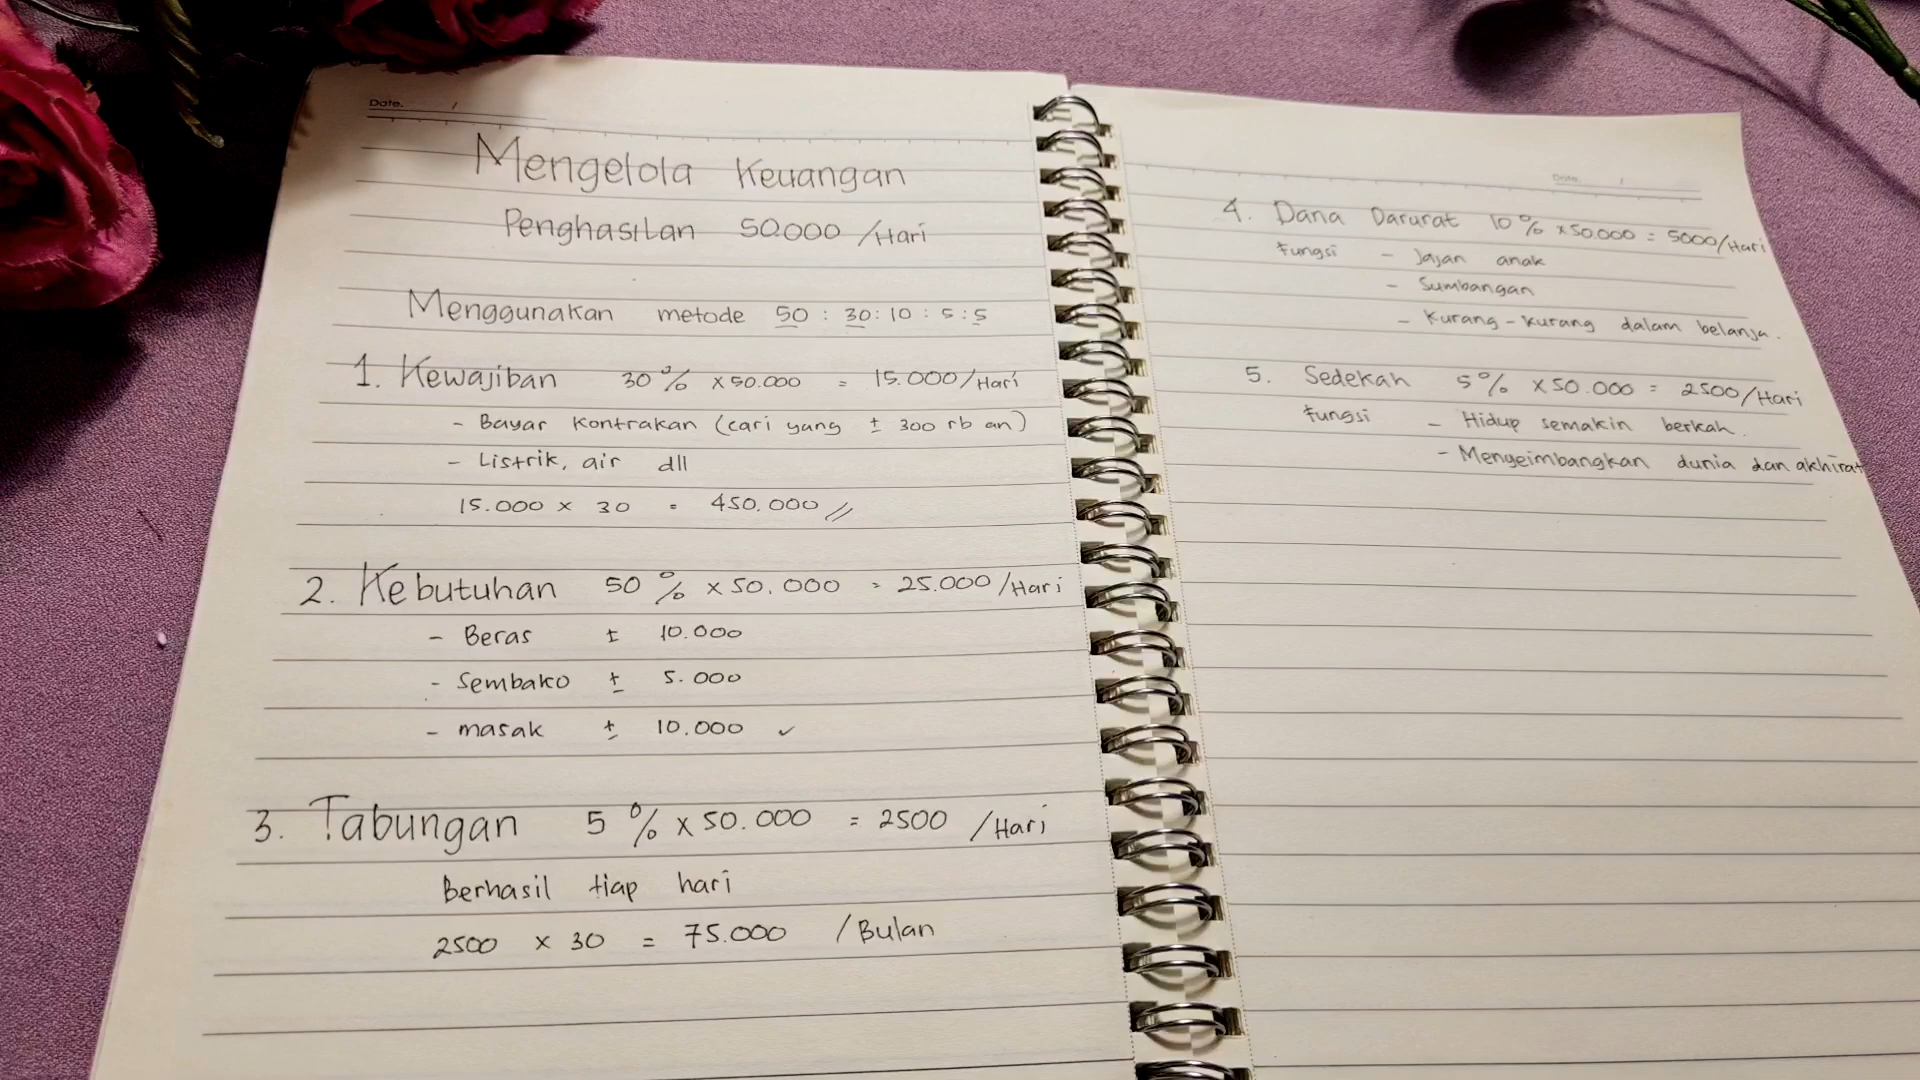 Date. /
Mengelola Keuangan
Penghasilan 50.000 /Hari
Menggunakan metode 50 : 30 : 10 : 5 : 5
1. Kewajiban 30 % x 50.000 = 15.000/Hari
- Bayar Kontrakan (cari yang ± 300 rb an)
- Listrik, air dll
15.000 x 30 = 450.000 //
2. Kebutuhan 50 % x 50.000 = 25.000 /Hari
- Beras ± 10.000
- Sembako ± 5.000
- masak ± 10.000 ✓
3. Tabungan 5 % x 50.000 = 2500 /Hari
Berhasil tiap hari
2500 x 30 = 75.000 /Bulan
Date. /
4. Dana Darurat 10 % x 50.000 = 5000/Hari
Fungsi - Jajan anak
- Sumbangan
- Kurang-kurang dalam belanja.
5. Sedekah 5 % x 50.000 = 2500/Hari
Fungsi - Hidup semakin berkah.
- Menyeimbangkan dunia dan akhirat